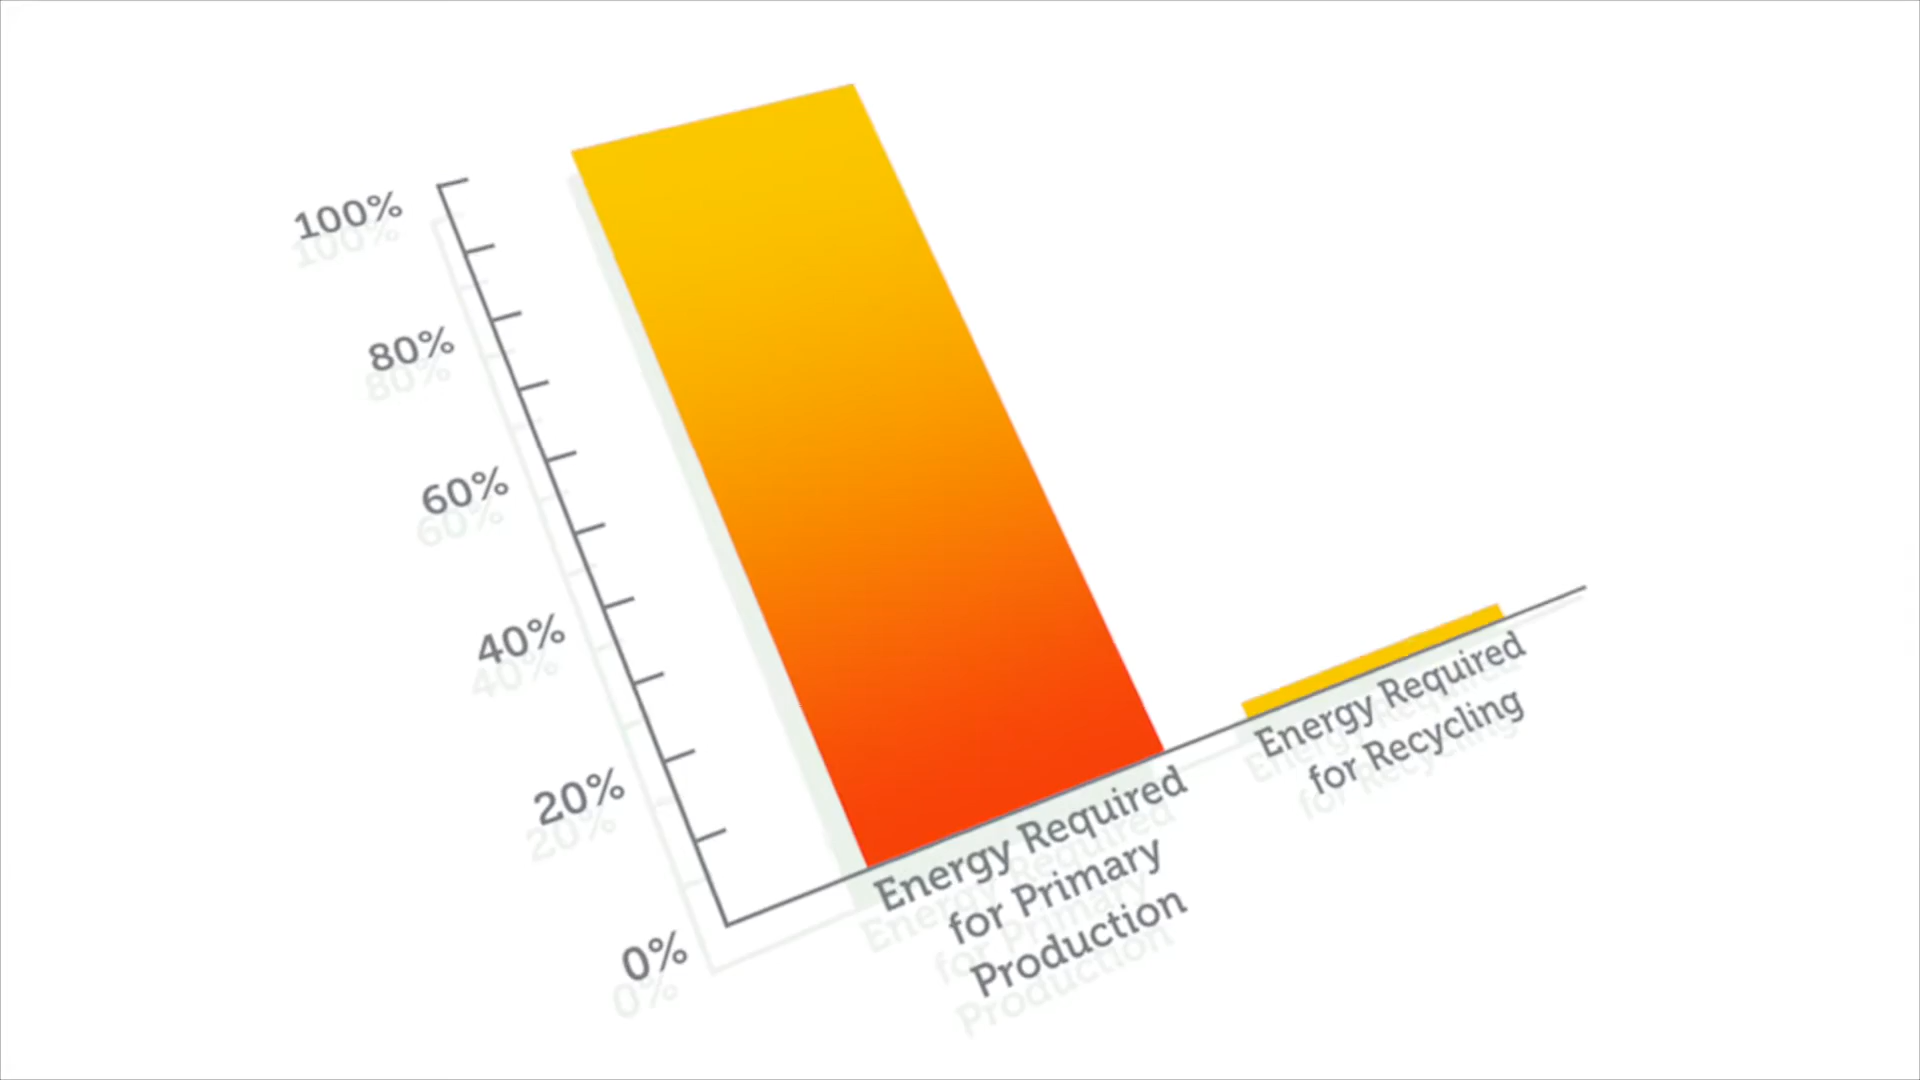 100%
80%
60%
40%
20%
0%
Energy Required
for Primary
Production
Energy Required
for Recycling